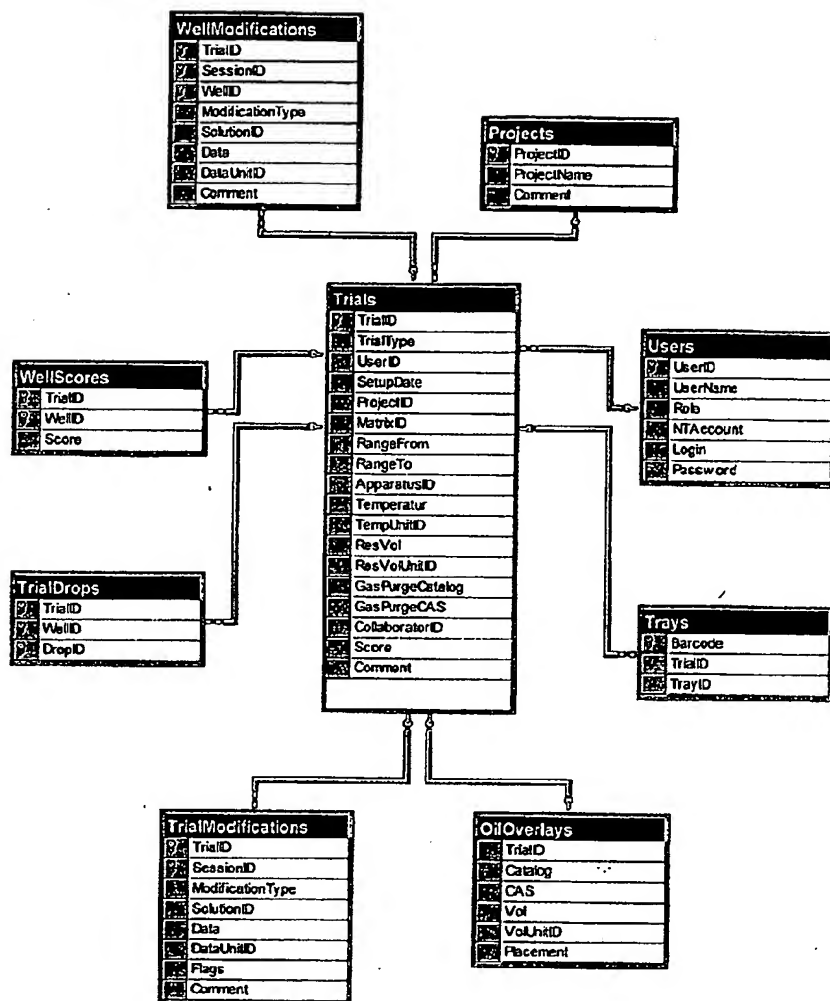 WellModifications
TrialID
SessionID
WellID
ModificationType
SolutionID
Data
DataUnitID
Comment
Projects
ProjectID
ProjectName
Comment
Trials
TrialID
TrialType
UserID
SetupDate
ProjectID
MatrixID
RangeFrom
RangeTo
ApparatusID
Temperatur
TempUnitID
ResVol
ResVolUnitID
GasPurgeCatalog
GasPurgeCAS
CollaboratorID
Score
Comment
Users
UserID
UserName
Role
NTAccount
Login
Password
WellScores
TrialID
WellID
Score
TrialDrops
TrialID
WellID
DropID
Trays
Barcode
TrialID
TrayID
TrialModifications
TrialID
SessionID
ModificationType
SolutionID
Data
DataUnitID
Flags
Comment
OilOverlays
TrialID
Catalog
CAS
Vol
VolUnitID
Placement